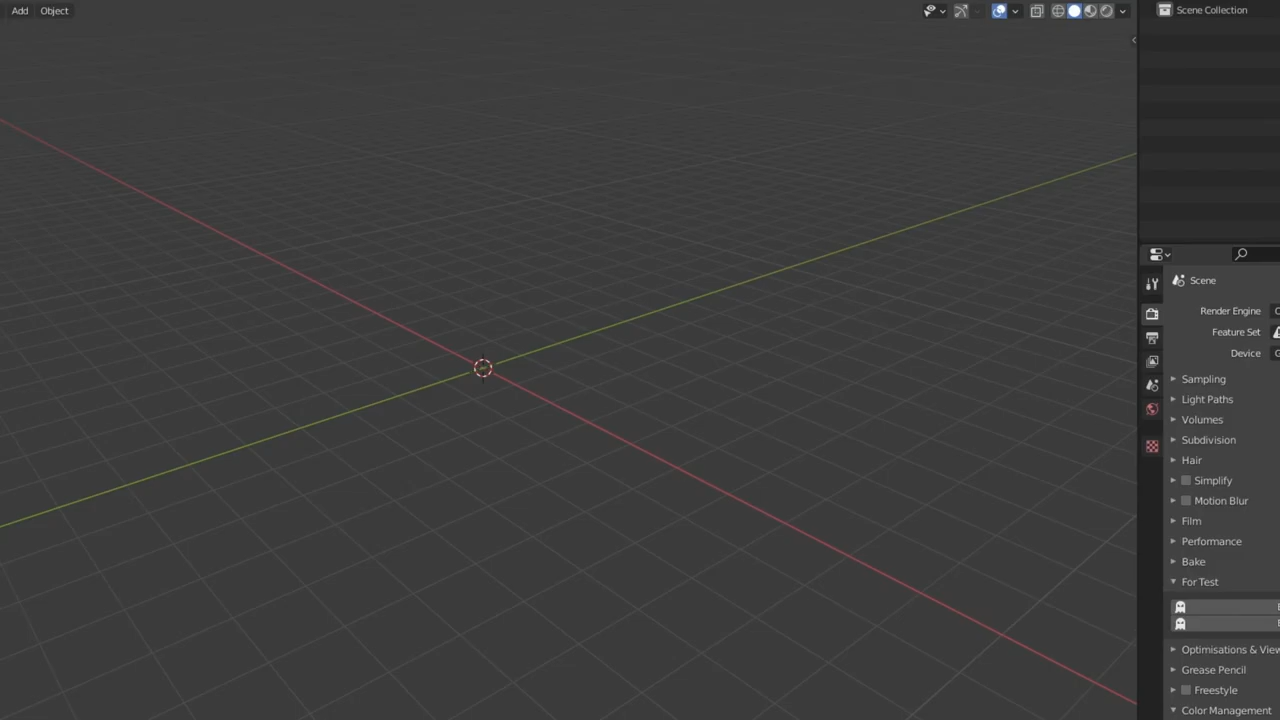 Add Object
Scene Collection
Scene
Render Engine
Feature Set
Device
Sampling
Light Paths
Volumes
Subdivision
Hair
Simplify
Motion Blur
Film
Performance
Bake
For Test
Optimisations & View
Grease Pencil
Freestyle
Color Management